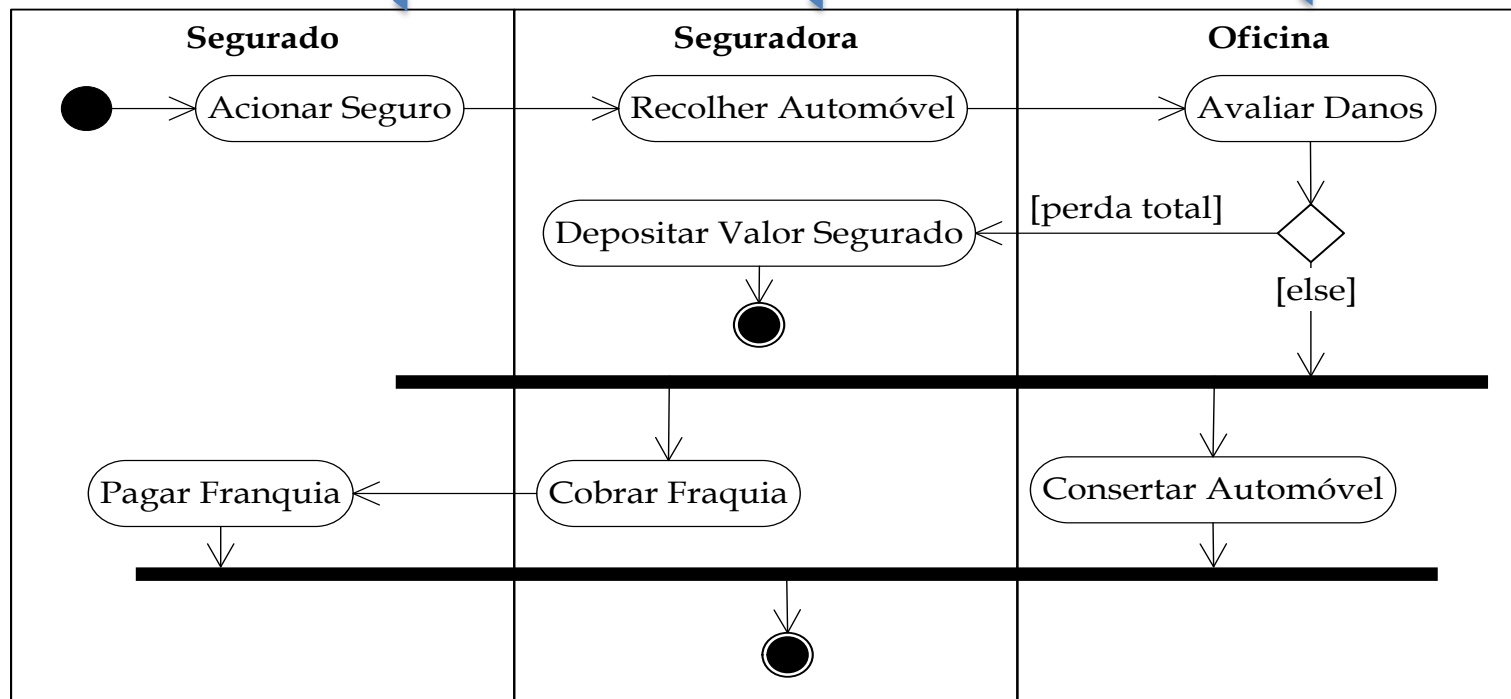 Segurado
Seguradora
Oficina
Acionar Seguro
Recolher Automóvel
Avaliar Danos
[perda total]
Depositar Valor Segurado
[else]
Pagar Franquia
Cobrar Fraquia
Consertar Automóvel